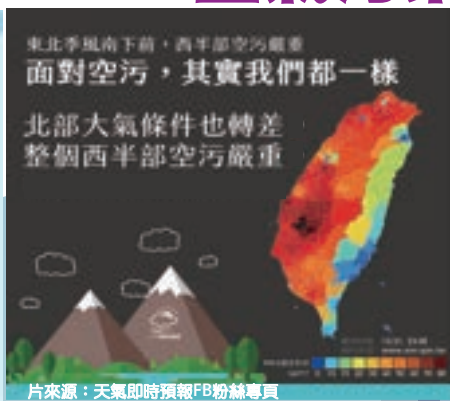 東北季風南下前，西半部空污嚴重
面對空污，其實我們都一樣
北部大氣條件也轉差
整個西半部空污嚴重
片來源：天氣即時預報FB粉絲專頁